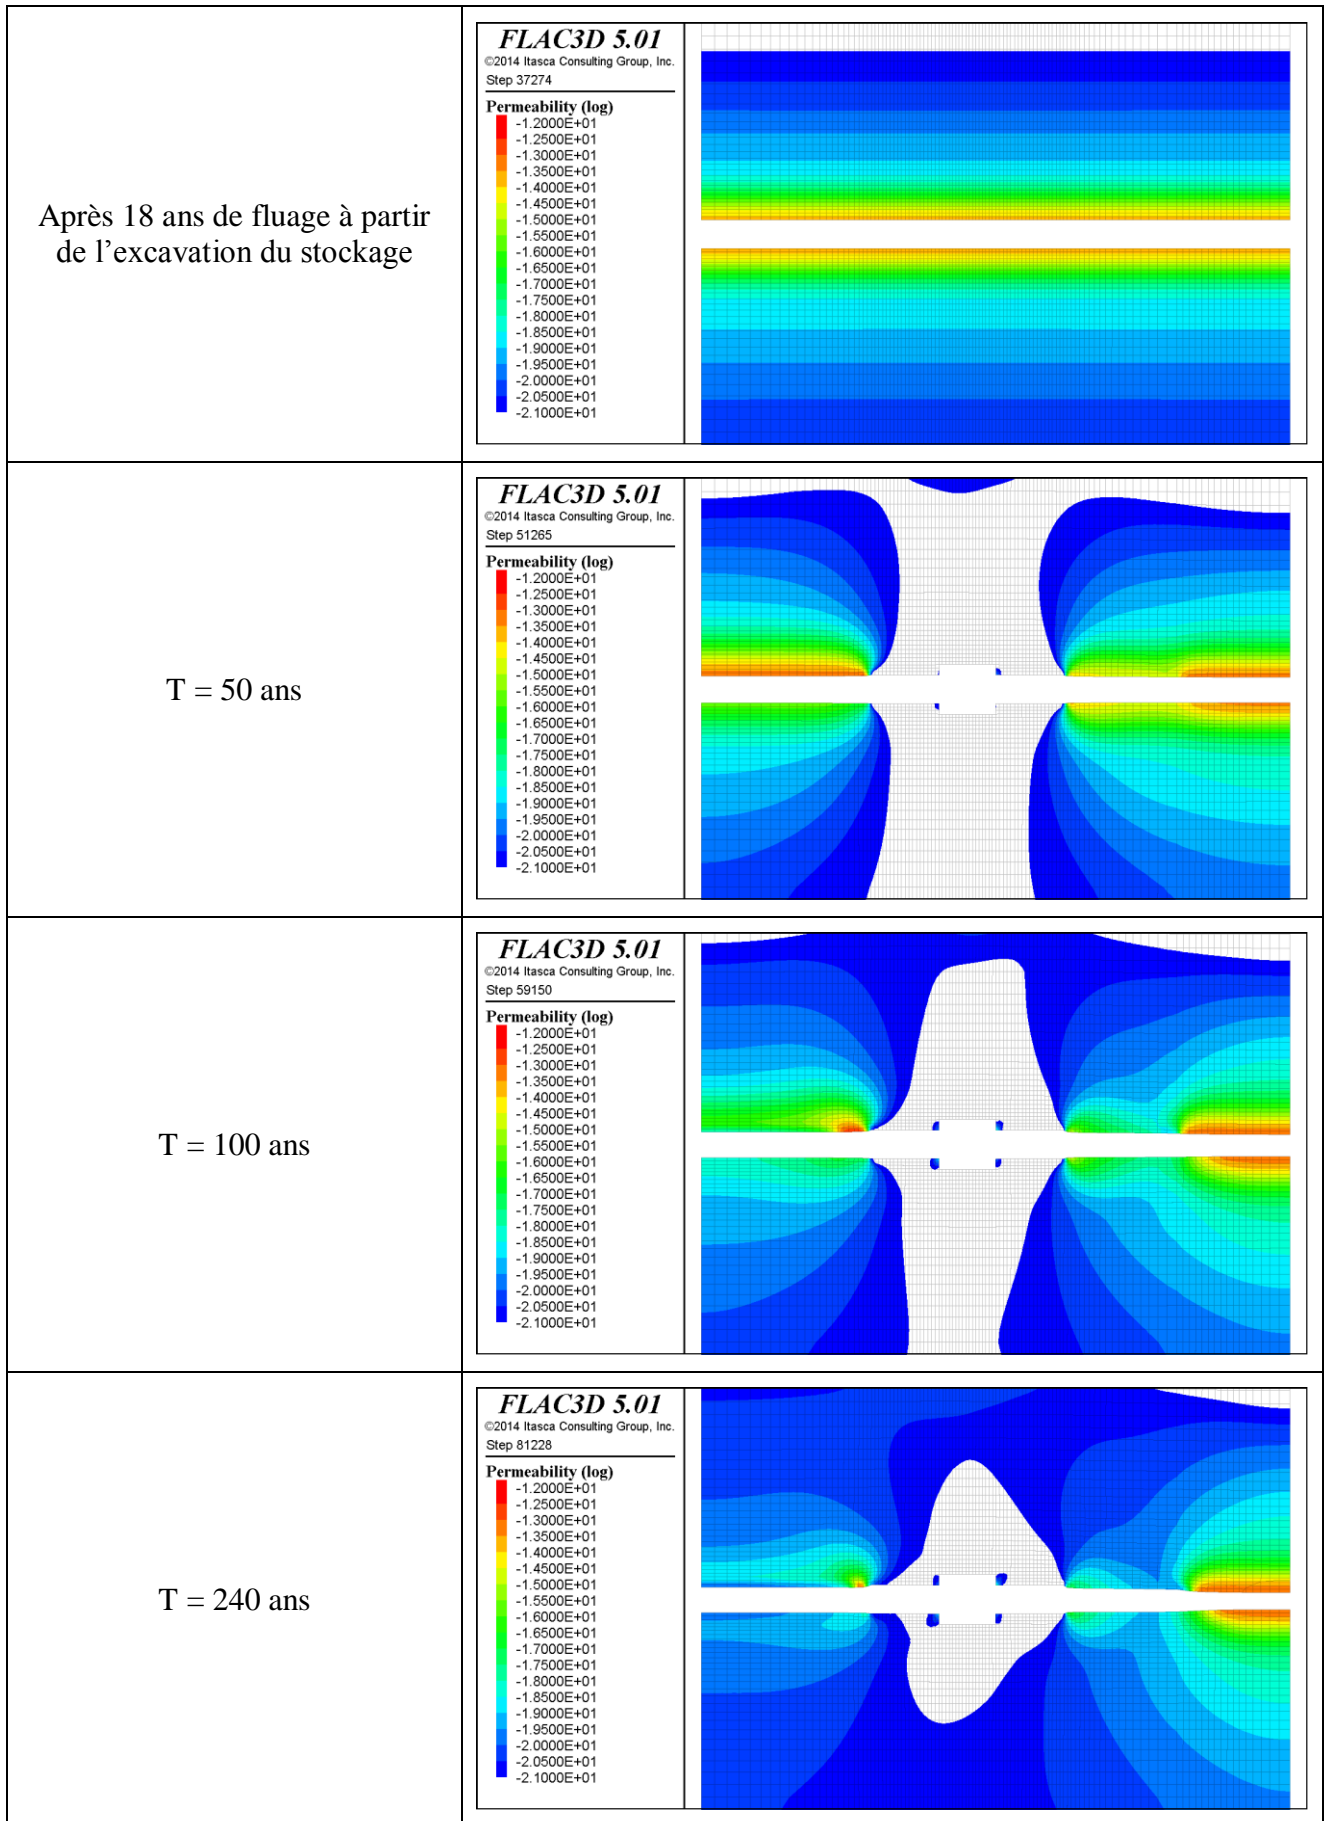 Après 18 ans de fluage à partir
de l’excavation du stockage
FLAC3D 5.01
©2014 Itasca Consulting Group, Inc.
Step 37274
Permeability (log)
-1.2000E+01
-1.2500E+01
-1.3000E+01
-1.3500E+01
-1.4000E+01
-1.4500E+01
-1.5000E+01
-1.5500E+01
-1.6000E+01
-1.6500E+01
-1.7000E+01
-1.7500E+01
-1.8000E+01
-1.8500E+01
-1.9000E+01
-1.9500E+01
-2.0000E+01
-2.0500E+01
-2.1000E+01
T = 50 ans
FLAC3D 5.01
©2014 Itasca Consulting Group, Inc.
Step 51265
Permeability (log)
-1.2000E+01
-1.2500E+01
-1.3000E+01
-1.3500E+01
-1.4000E+01
-1.4500E+01
-1.5000E+01
-1.5500E+01
-1.6000E+01
-1.6500E+01
-1.7000E+01
-1.7500E+01
-1.8000E+01
-1.8500E+01
-1.9000E+01
-1.9500E+01
-2.0000E+01
-2.0500E+01
-2.1000E+01
T = 100 ans
FLAC3D 5.01
©2014 Itasca Consulting Group, Inc.
Step 59150
Permeability (log)
-1.2000E+01
-1.2500E+01
-1.3000E+01
-1.3500E+01
-1.4000E+01
-1.4500E+01
-1.5000E+01
-1.5500E+01
-1.6000E+01
-1.6500E+01
-1.7000E+01
-1.7500E+01
-1.8000E+01
-1.8500E+01
-1.9000E+01
-1.9500E+01
-2.0000E+01
-2.0500E+01
-2.1000E+01
T = 240 ans
FLAC3D 5.01
©2014 Itasca Consulting Group, Inc.
Step 81228
Permeability (log)
-1.2000E+01
-1.2500E+01
-1.3000E+01
-1.3500E+01
-1.4000E+01
-1.4500E+01
-1.5000E+01
-1.5500E+01
-1.6000E+01
-1.6500E+01
-1.7000E+01
-1.7500E+01
-1.8000E+01
-1.8500E+01
-1.9000E+01
-1.9500E+01
-2.0000E+01
-2.0500E+01
-2.1000E+01